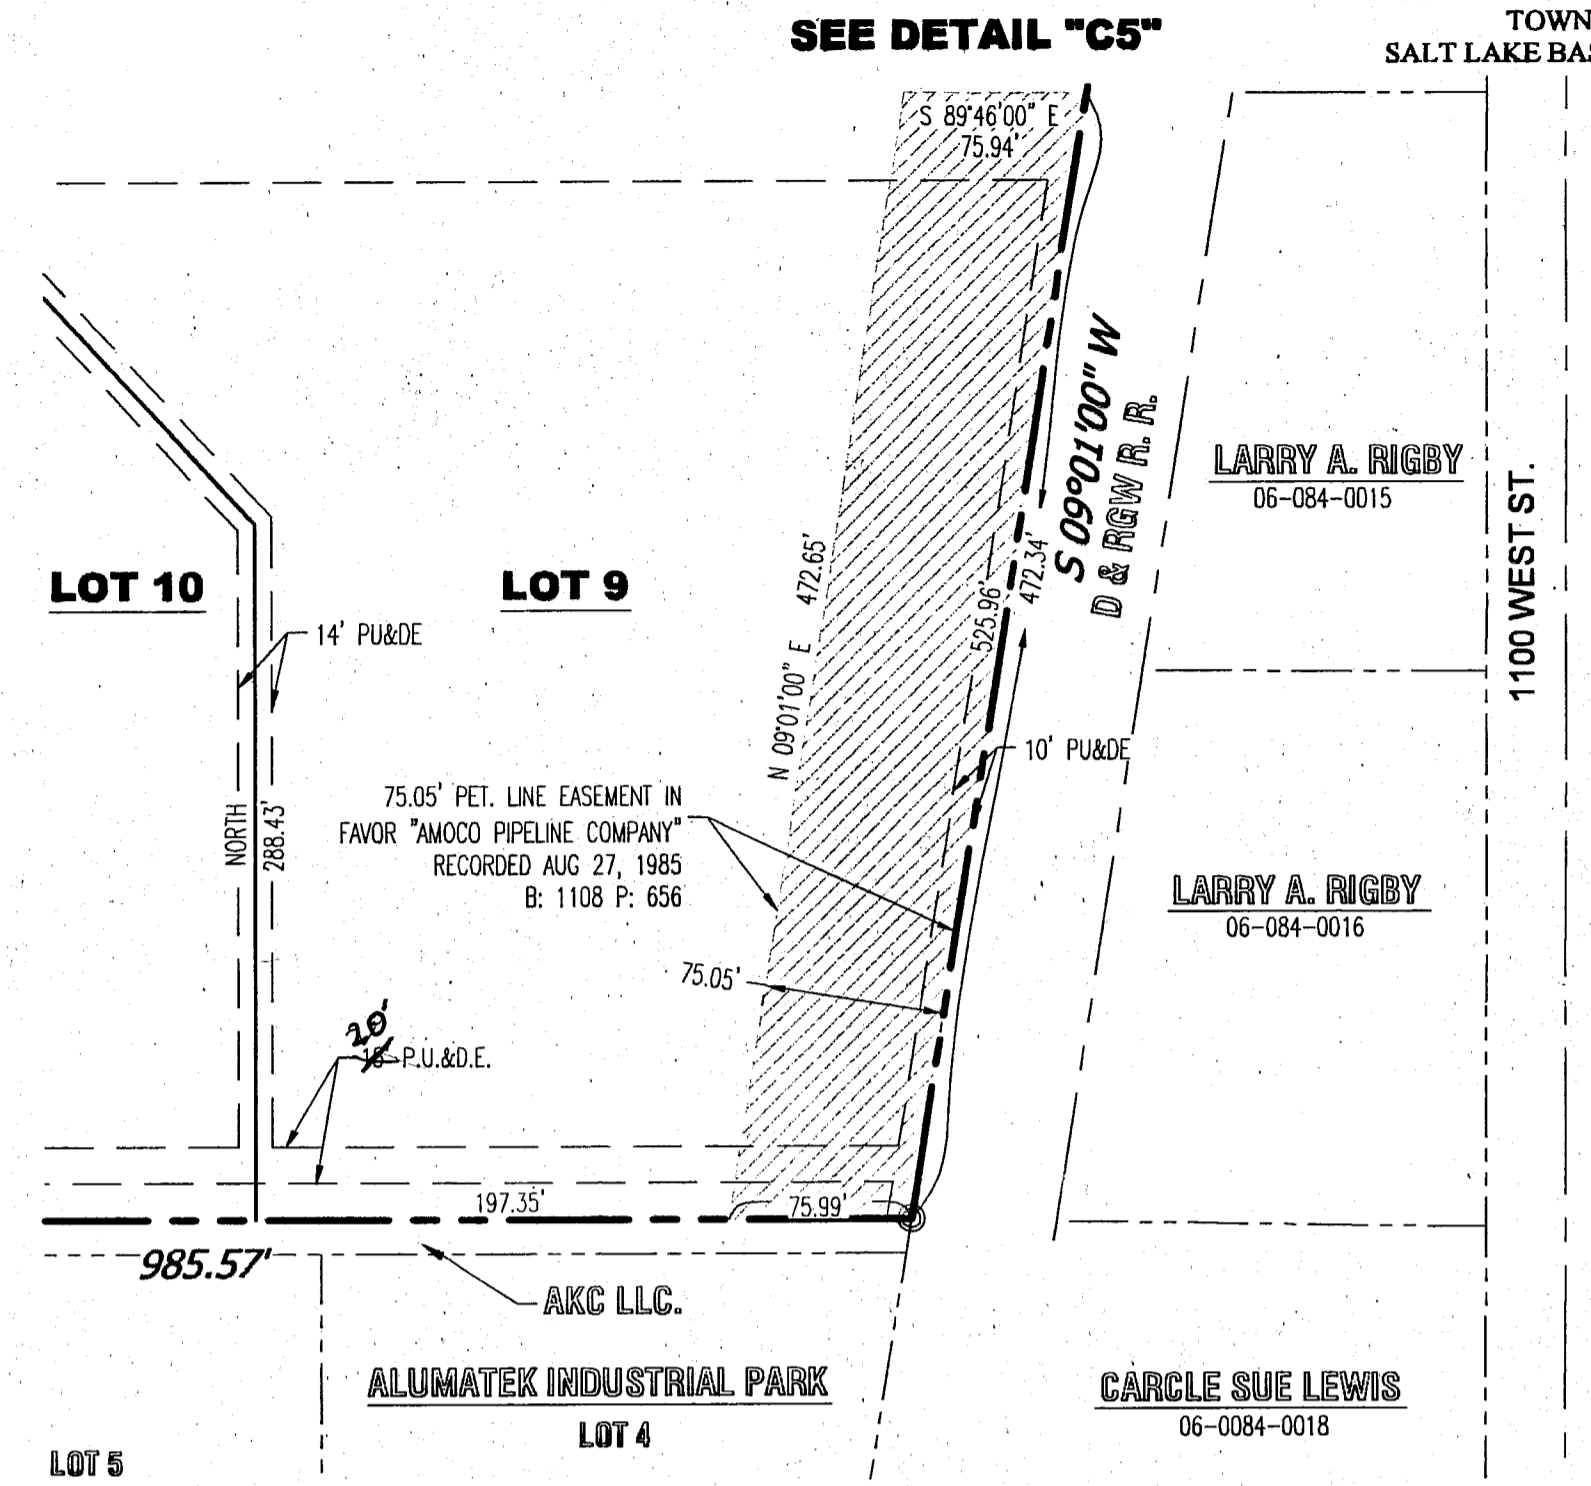 SEE DETAIL "C5"
TOWN
SALT LAKE BAS
S 89°46'00" E
75.94'
S 09°01'00" W
D & RGW R. R.
LARRY A. RIGBY
06-084-0015
1100 WEST ST.
472.65'
N 09°01'00" E
525.96'
472.34'
LOT 10
LOT 9
14' PU&DE
10' PU&DE
NORTH
288.43'
75.05' PET. LINE EASEMENT IN
FAVOR "AMOCO PIPELINE COMPANY"
RECORDED AUG 27, 1985
B: 1108 P: 656
LARRY A. RIGBY
06-084-0016
75.05'
20'
P.U.&D.E.
197.35'
75.99'
985.57'
AKC LLC.
ALUMATEK INDUSTRIAL PARK
LOT 4
CARCLE SUE LEWIS
06-0084-0018
LOT 5